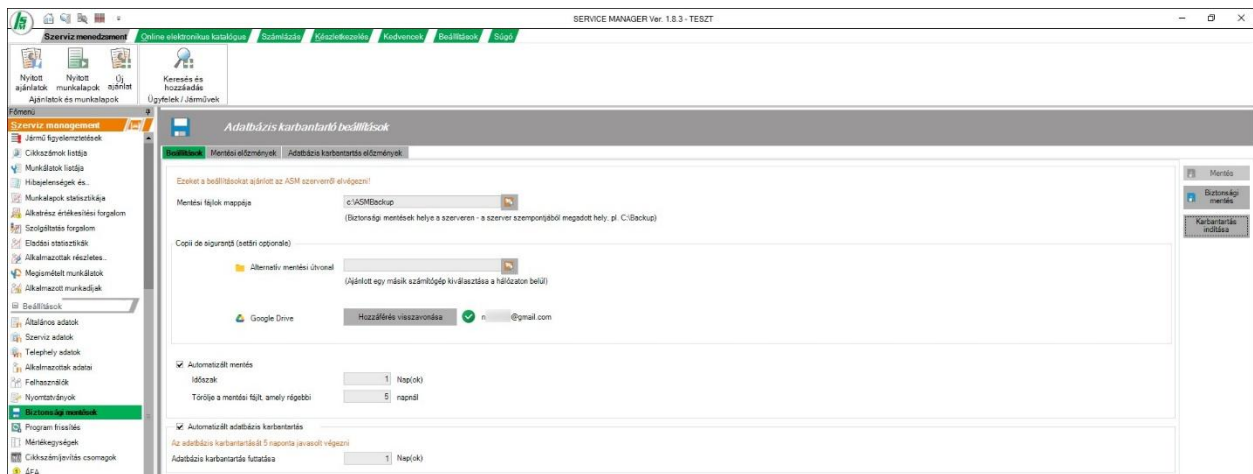 SERVICE MANAGER Ver. 1.8.3 - TESZT
Szerviz menedzsment Online elektronikus katalógus Számlázás Készletkezelés Kedvencek Beállítások Súgó
Nyitott ajánlatok
Nyitott munkalapok
Új ajánlat
Keresés és hozzáadás
Ajánlatok és munkalapok
Ügyfelek / Járművek
Főmenü
Szerviz management
Jármű figyelemztetések
Cikkszámok listája
Munkálatok listája
Hibajelenségek és..
Munkalapok statisztikája
Alkatrész értékesítési forgalom
Szolgáltatás forgalom
Eladási statisztikák
Alkalmazottak részletes..
Megismételt munkálatok
Alkalmazott munkadíjak
Beállítások
Általános adatok
Szerviz adatok
Telephely adatok
Alkalmazottak adatai
Felhasználók
Nyomtatványok
Biztonsági mentések
Program frissítés
Mértékegységek
Cikkszám/javítás csomagok
ÁFA
Adatbázis karbantartó beállítások
Beállítások Mentési előzmények Adatbázis karbantartás előzmények
Ezeket a beállításokat ajánlott az ASM szerverről elvégezni!
Mentési fájlok mappája c:\ASMBackup
(Biztonsági mentések helye a szerveren - a szerver szempontjából megadott hely, pl. C:\Backup)
Copii de siguranță (setări opționale)
Alternatív mentési útvonal
(Ajánlott egy másik számítógép kiválasztása a hálózaton belül)
Google Drive Hozzáférés visszavonása n @gmail.com
Automatizált mentés
Időszak 1 Nap(ok)
Törölje a mentési fájlt, amely régebbi 5 napnál
Automatizált adatbázis karbantartás
Az adatbázis karbantartását 5 naponta javasolt végezni
Adatbázis karbantartás futtatása 1 Nap(ok)
Mentés
Biztonsági mentés
Karbantartás indítása